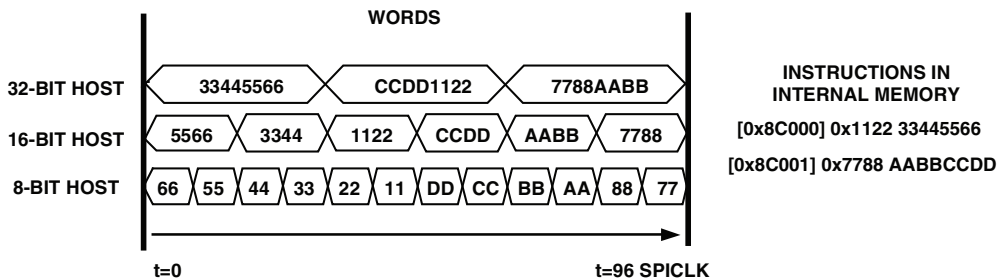 WORDS
32-BIT HOST 33445566 CCDD1122 7788AABB
16-BIT HOST 5566 3344 1122 CCDD AABB 7788
8-BIT HOST 66 55 44 33 22 11 DD CC BB AA 88 77
t=0 t=96 SPICLK
INSTRUCTIONS IN
INTERNAL MEMORY
[0x8C000] 0x1122 33445566
[0x8C001] 0x7788 AABBCCDD